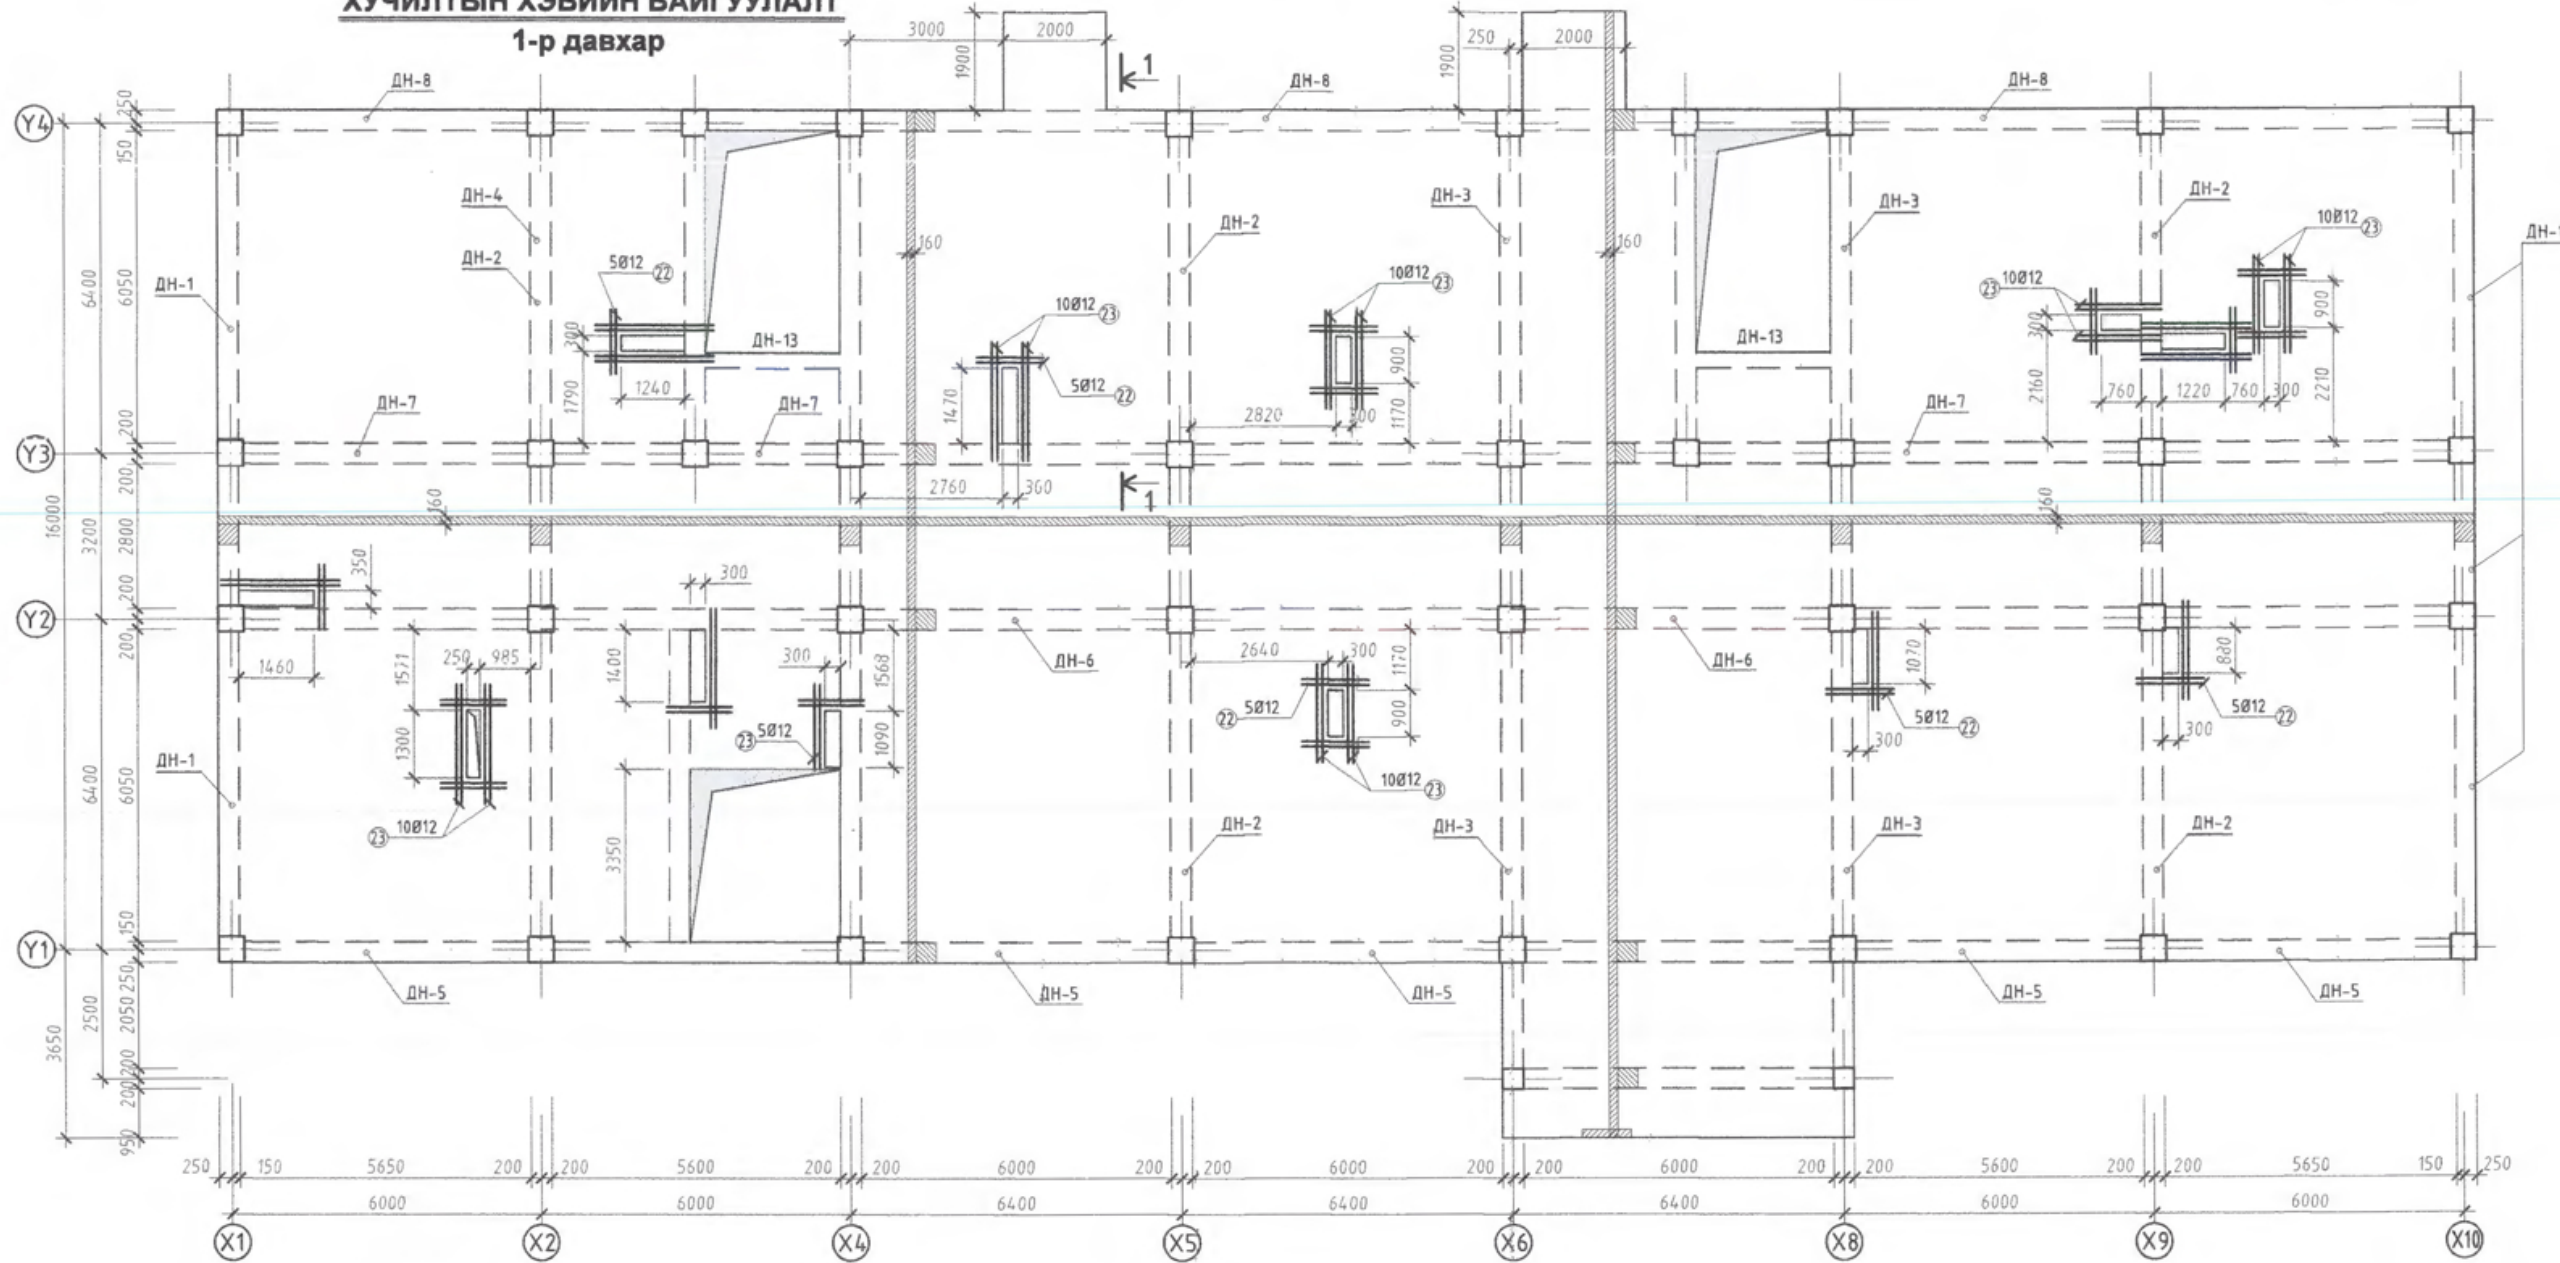 ХУЧИЛТЫН ХЭВИЙН БАЙГУУЛАЛТ
1-р давхар
3000 2000 1900 1
1900 250 2000
ДН-8 ДН-8 ДН-8
Y4 250 150
ДН-4 ДН-2 ДН-3 ДН-3 ДН-2
ДН-2 160 160 10Ø12 23 ДН-
6400 6050 ДН-1 5Ø12 22 10Ø12 23 10Ø12 23 23 10Ø12
300 1790 1240 ДН-13 1470 5Ø12 22 900 ДН-13 300 2160 900
ДН-7 ДН-7 2820 300 1170 ДН-7 760 1220 760 300 2210
Y3 200 200
2760 300 1
16000 3200 2800 160 160
350 300
Y2 200 200
1460 1571 250 985 1400 300 1568 ДН-6 2640 300 1170 ДН-6 1070 880
22 5Ø12 5Ø12 22 5Ø12 22
1300 23 5Ø12 1090 900 300 300
ДН-1 6400 6050
23 10Ø12 10Ø12 23
3350 ДН-2 ДН-3 ДН-3 ДН-2
Y1 150 250
ДН-5 ДН-5 ДН-5 ДН-5 ДН-5
3650 2500 2050 200 200 950
250 150 5650 200 200 5600 200 200 6000 200 200 6000 200 200 6000 200 200 5600 200 200 5650 150 250
6000 6000 6400 6400 6400 6000 6000
X1 X2 X4 X5 X6 X8 X9 X10